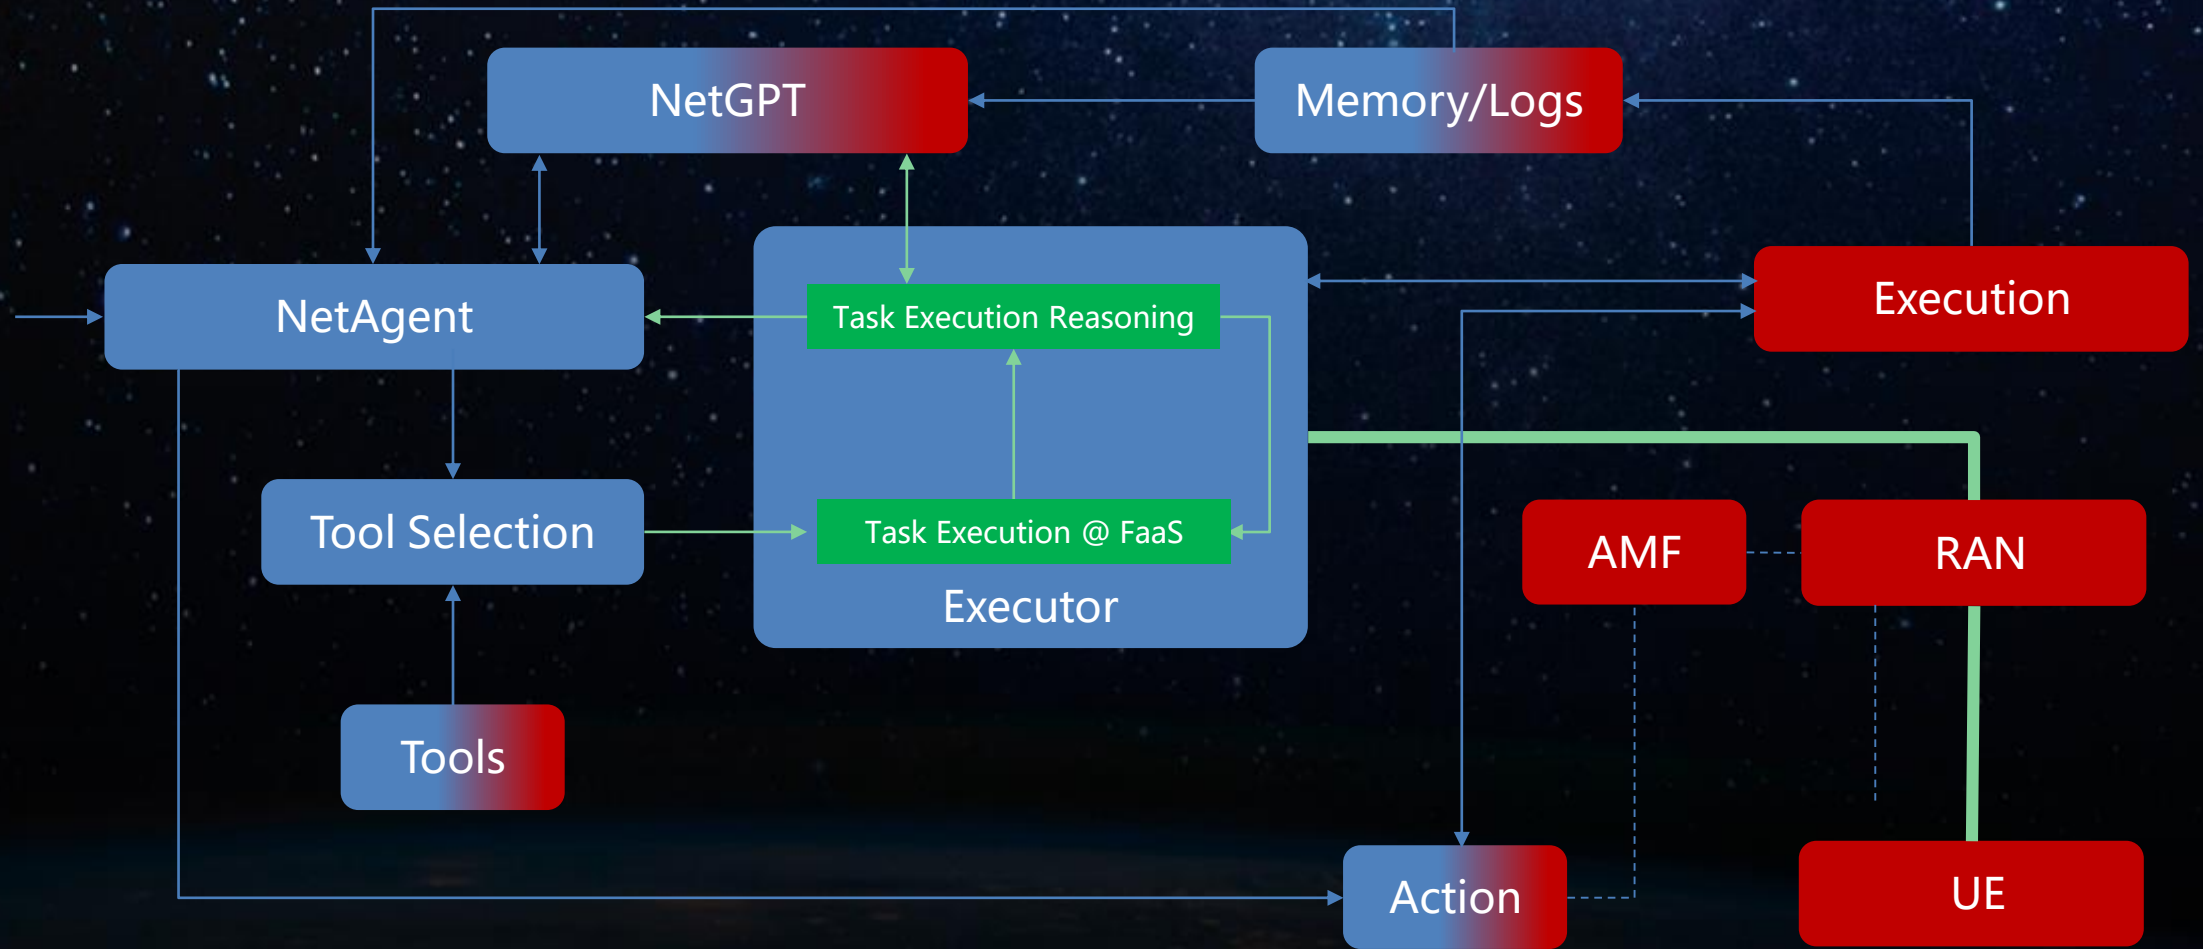 NetGPT
Memory/Logs
NetAgent
Task Execution Reasoning
Execution
Tool Selection
Task Execution @ FaaS
AMF
RAN
Executor
Tools
Action
UE